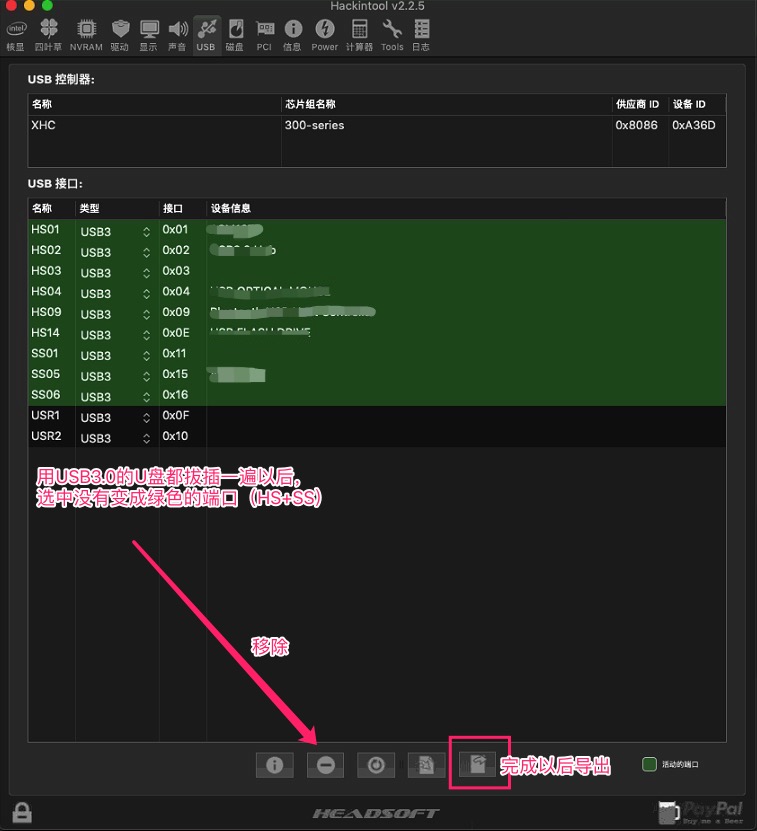 Hackintool v2.2.5
intel
核显 四叶草 NVRAM 驱动 显示 声音 USB 磁盘 PCI 信息 Power 计算器 Tools 日志
USB 控制器:
名称 芯片组名称 供应商 ID 设备 ID
XHC 300-series 0x8086 0xA36D
USB 接口:
名称 类型 接口 设备信息
HS01 USB3 0x01
HS02 USB3 0x02
HS03 USB3 0x03
HS04 USB3 0x04
HS09 USB3 0x09
HS14 USB3 0x0E USB FLASH DRIVE
SS01 USB3 0x11
SS05 USB3 0x15
SS06 USB3 0x16
USR1 USB3 0x0F
USR2 USB3 0x10
用USB3.0的U盘都拔插一遍以后，
选中没有变成绿色的端口（HS+SS）
移除
完成以后导出
活动的端口
HEADSOFT
PayPal
Buy me a Beer